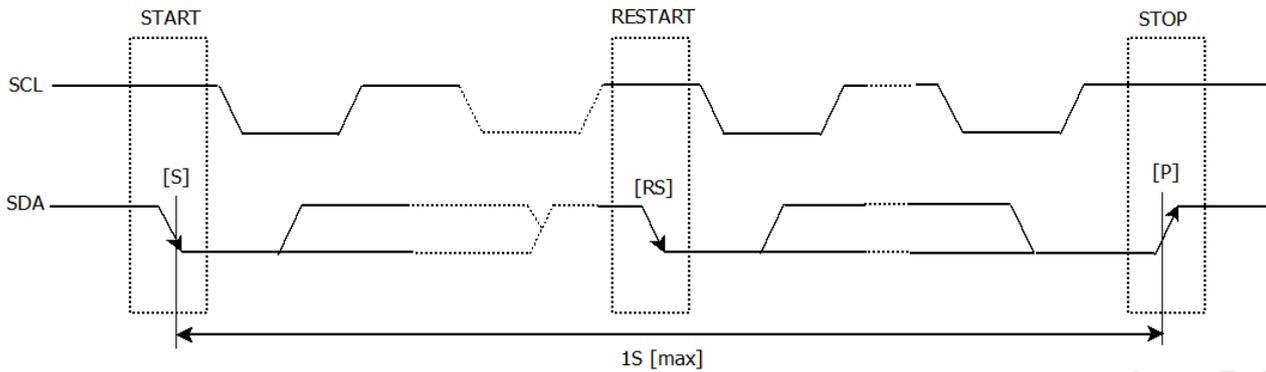 START RESTART STOP
SCL
[S] [RS] [P]
SDA
1S [max]